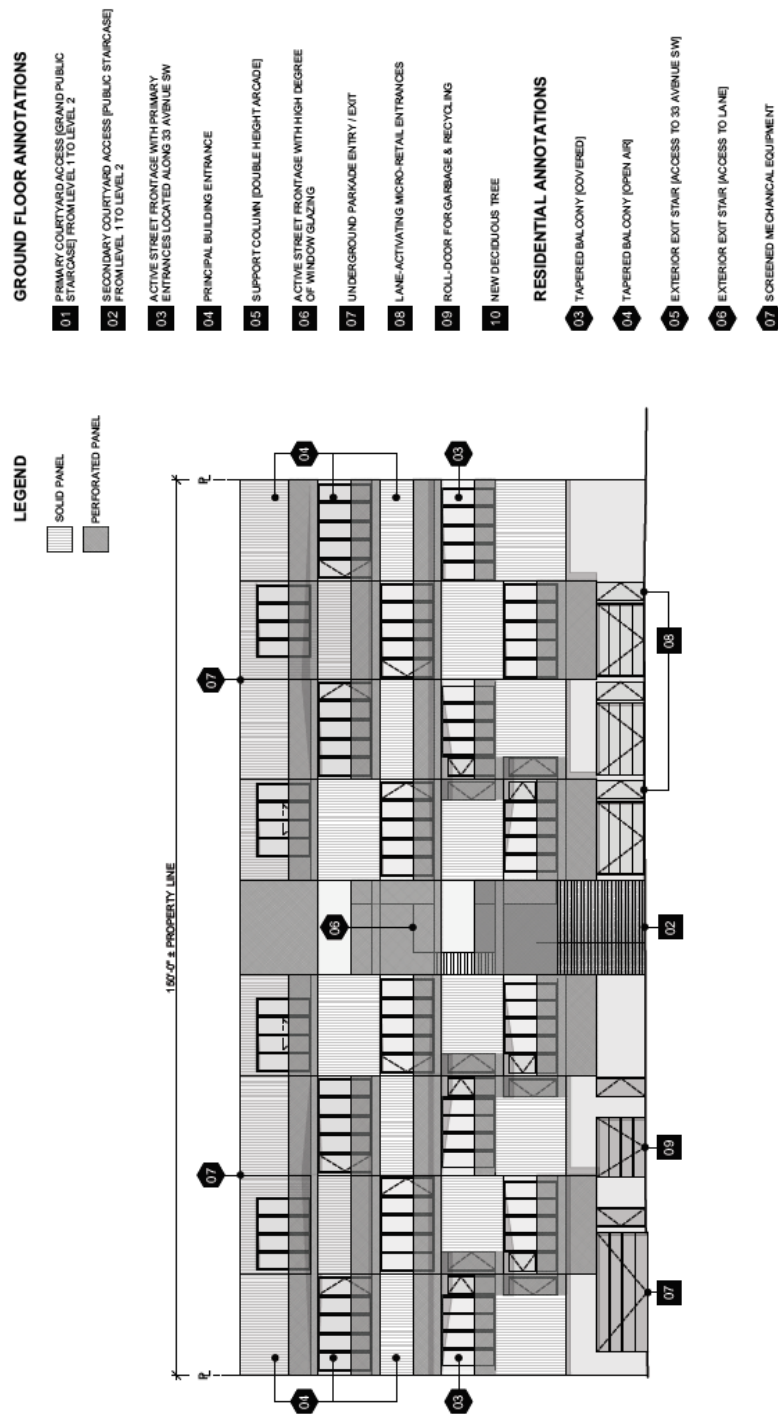 GROUND FLOOR ANNOTATIONS
01 PRIMARY COURTYARD ACCESS [GRAND PUBLIC
STAIRCASE] FROM LEVEL 1 TO LEVEL 2
02 SECONDARY COURTYARD ACCESS [PUBLIC STAIRCASE]
FROM LEVEL 1 TO LEVEL 2
03 ACTIVE STREET FRONTAGE WITH PRIMARY
ENTRANCES LOCATED ALONG 33 AVENUE SW
04 PRINCIPAL BUILDING ENTRANCE
05 SUPPORT COLUMN [DOUBLE HEIGHT ARCADE]
06 ACTIVE STREET FRONTAGE WITH HIGH DEGREE
OF WINDOW GLAZING
07 UNDERGROUND PARKADE ENTRY / EXIT
08 LANE-ACTIVATING MICRO-RETAIL ENTRANCES
09 ROLL-DOOR FOR GARBAGE & RECYCLING
10 NEW DECIDUOUS TREE
RESIDENTIAL ANNOTATIONS
03 TAPERED BALCONY [COVERED]
04 TAPERED BALCONY [OPEN AIR]
05 EXTERIOR EXIT STAIR [ACCESS TO 33 AVENUE SW]
06 EXTERIOR EXIT STAIR [ACCESS TO LANE]
07 SCREENED MECHANICAL EQUIPMENT
LEGEND
SOLID PANEL
PERFORATED PANEL
150'-0" ± PROPERTY LINE
PL
PL
07
07
04
04
06
03
03
07
09
02
08